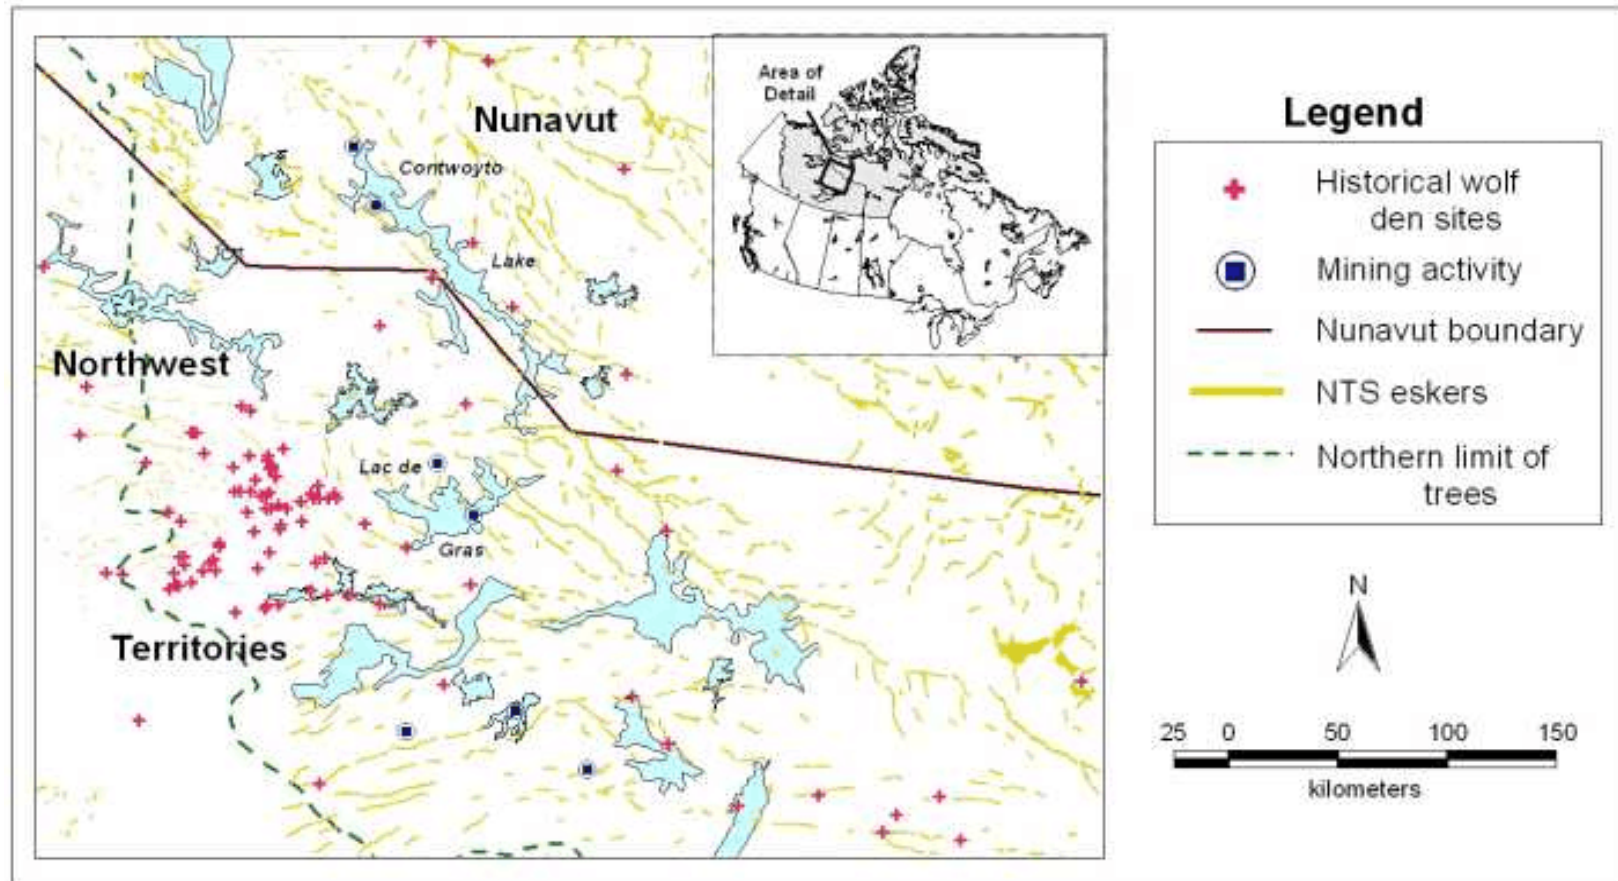 Area of
Detail
Nunavut
Contwoyto
Lake
Northwest
Lac de
Gras
Territories
Legend
Historical wolf
den sites
Mining activity
Nunavut boundary
NTS eskers
Northern limit of
trees
N
25 0 50 100 150
kilometers